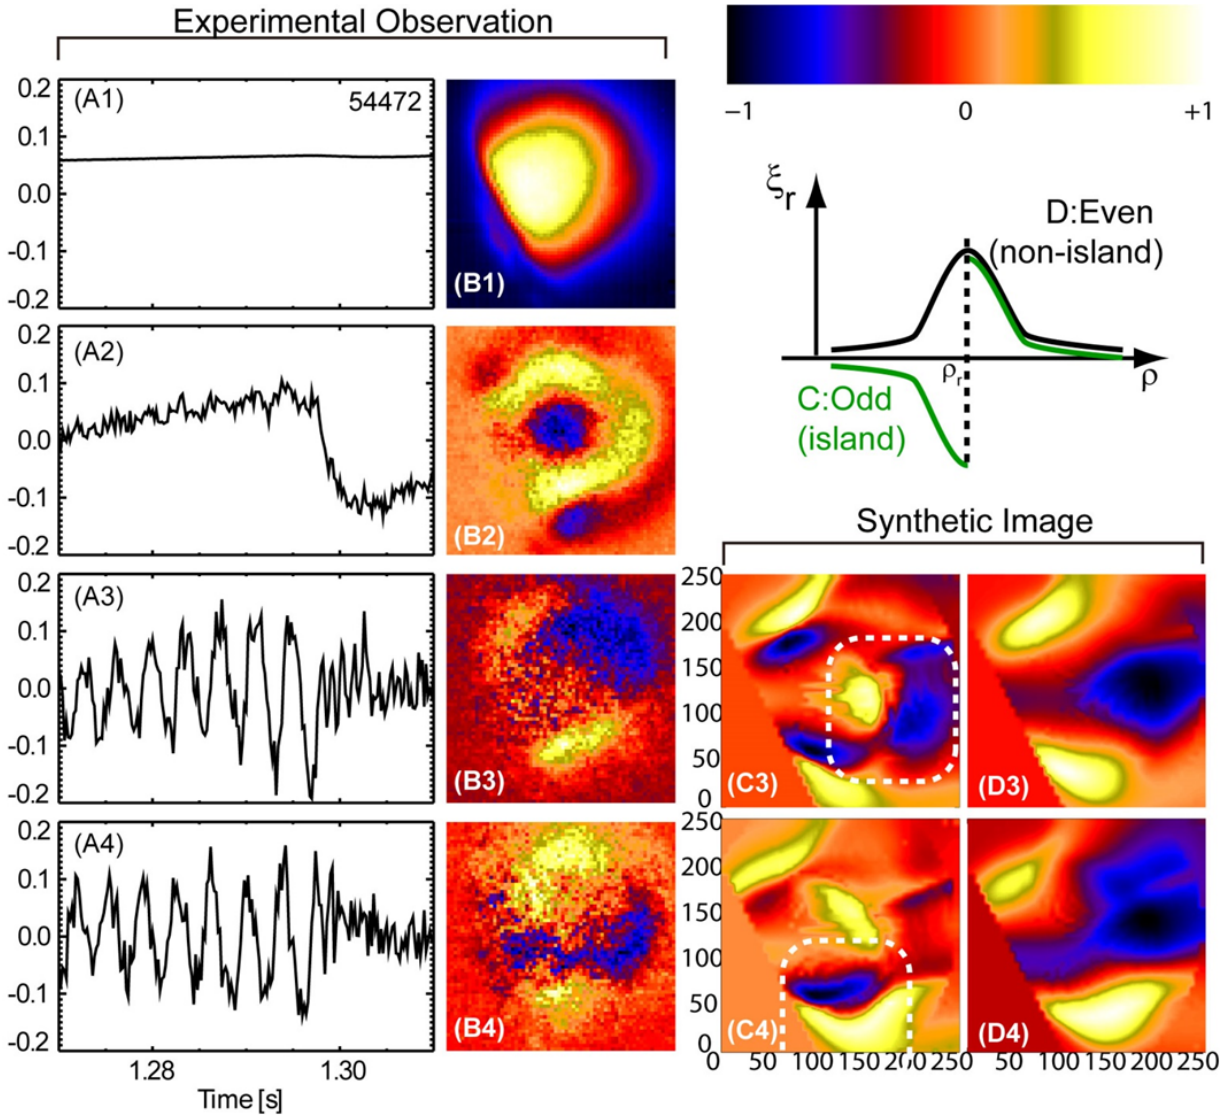 Experimental Observation
−1 0 +1
(A1) 54472
0.2
0.1
0.0
-0.1
-0.2
(B1)
ξr
D:Even
(non-island)
ρr
ρ
C:Odd
(island)
(A2)
0.2
0.1
0.0
-0.1
-0.2
(B2)
Synthetic Image
(A3)
0.2
0.1
0.0
-0.1
-0.2
(B3)
250
200
150
100
50
0
(C3)
(D3)
(A4)
0.2
0.1
0.0
-0.1
-0.2
(B4)
250
200
150
100
50
0
(C4)
(D4)
0 50 100 150 200 250 50 100 150 200 250
1.28 1.30
Time [s]